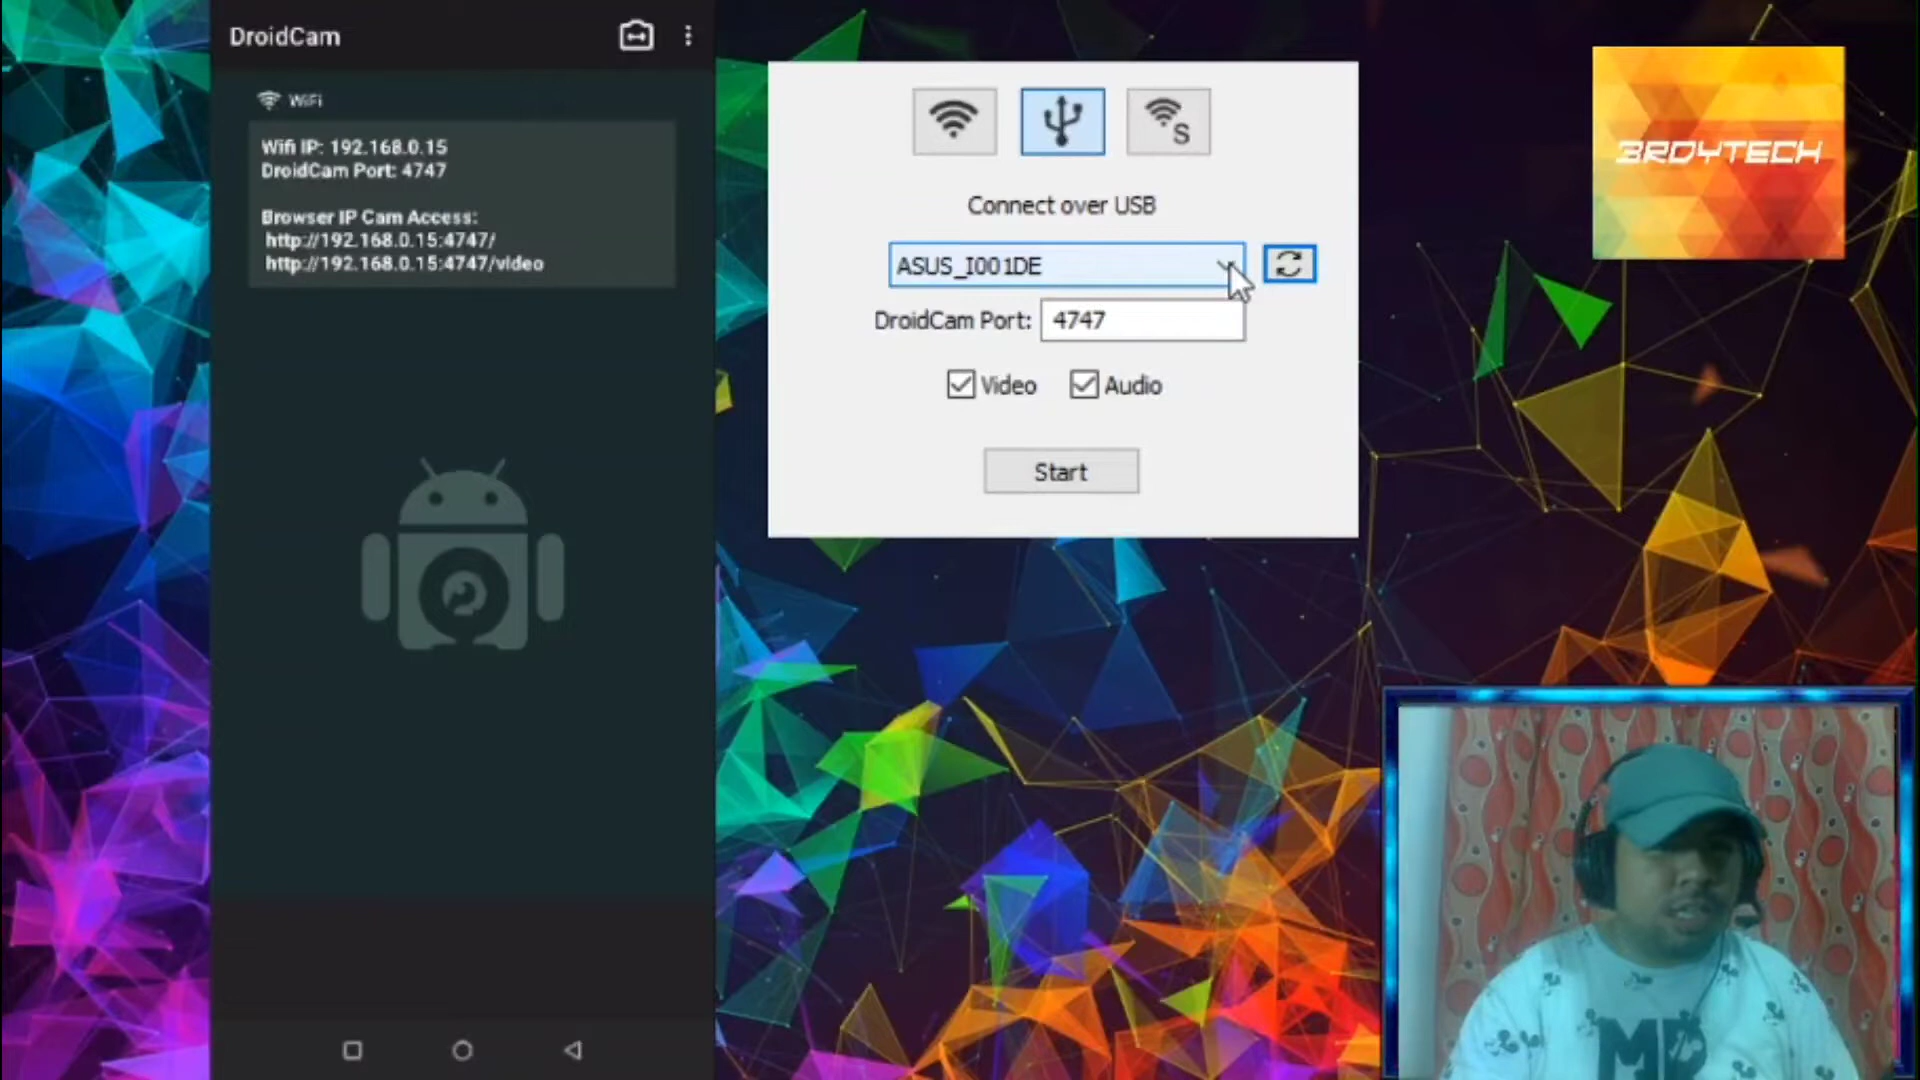 DroidCam
WiFi
Wifi IP: 192.168.0.15
DroidCam Port: 4747
Browser IP Cam Access:
http://192.168.0.15:4747/
http://192.168.0.15:4747/video
S
Connect over USB
ASUS_I001DE
DroidCam Port: 4747
Video Audio
Start
3RDYTECH